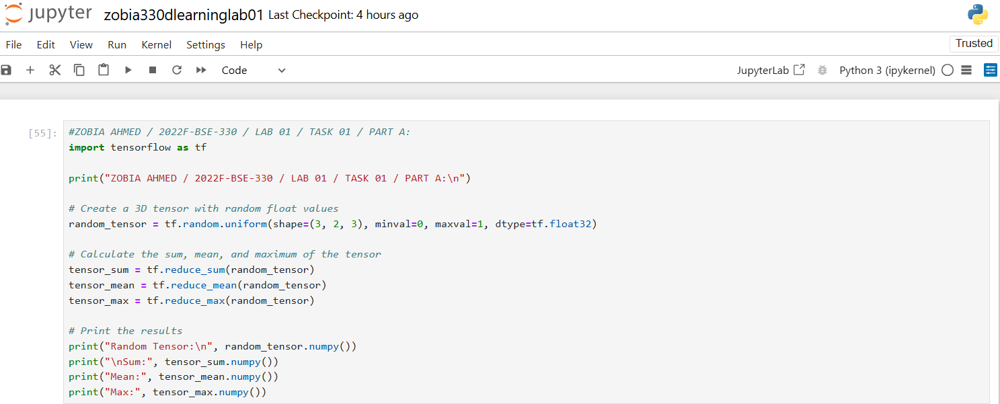 jupyter zobia330dlearninglab01 Last Checkpoint: 4 hours ago
File Edit View Run Kernel Settings Help Trusted
Code JupyterLab Python 3 (ipykernel)
[55]: #ZOBIA AHMED / 2022F-BSE-330 / LAB 01 / TASK 01 / PART A:
import tensorflow as tf
print("ZOBIA AHMED / 2022F-BSE-330 / LAB 01 / TASK 01 / PART A:\n")
# Create a 3D tensor with random float values
random_tensor = tf.random.uniform(shape=(3, 2, 3), minval=0, maxval=1, dtype=tf.float32)
# Calculate the sum, mean, and maximum of the tensor
tensor_sum = tf.reduce_sum(random_tensor)
tensor_mean = tf.reduce_mean(random_tensor)
tensor_max = tf.reduce_max(random_tensor)
# Print the results
print("Random Tensor:\n", random_tensor.numpy())
print("\nSum:", tensor_sum.numpy())
print("Mean:", tensor_mean.numpy())
print("Max:", tensor_max.numpy())